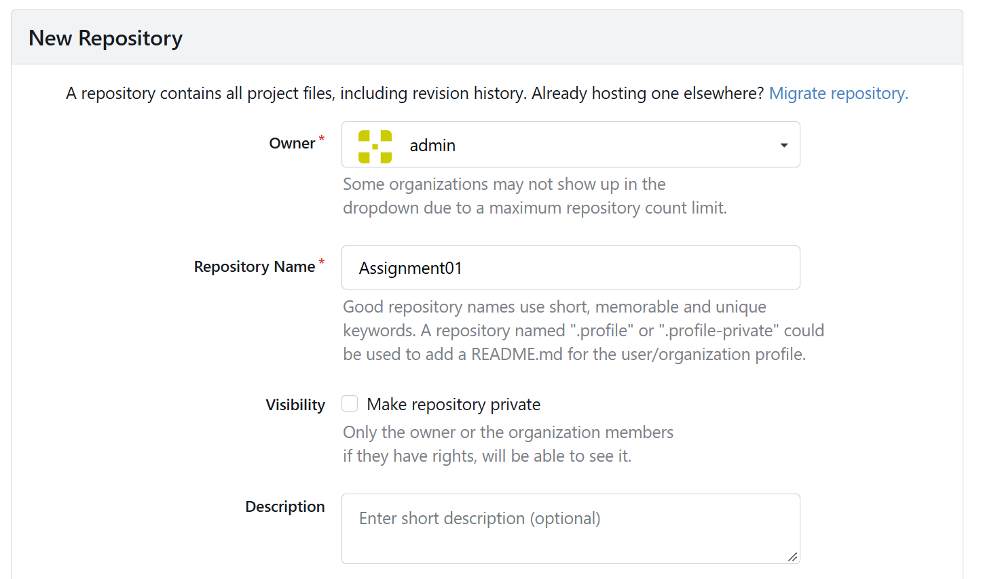 New Repository
A repository contains all project files, including revision history. Already hosting one elsewhere? Migrate repository.
Owner *
admin
Some organizations may not show up in the
dropdown due to a maximum repository count limit.
Repository Name *
Assignment01
Good repository names use short, memorable and unique
keywords. A repository named ".profile" or ".profile-private" could
be used to add a README.md for the user/organization profile.
Visibility
Make repository private
Only the owner or the organization members
if they have rights, will be able to see it.
Description
Enter short description (optional)